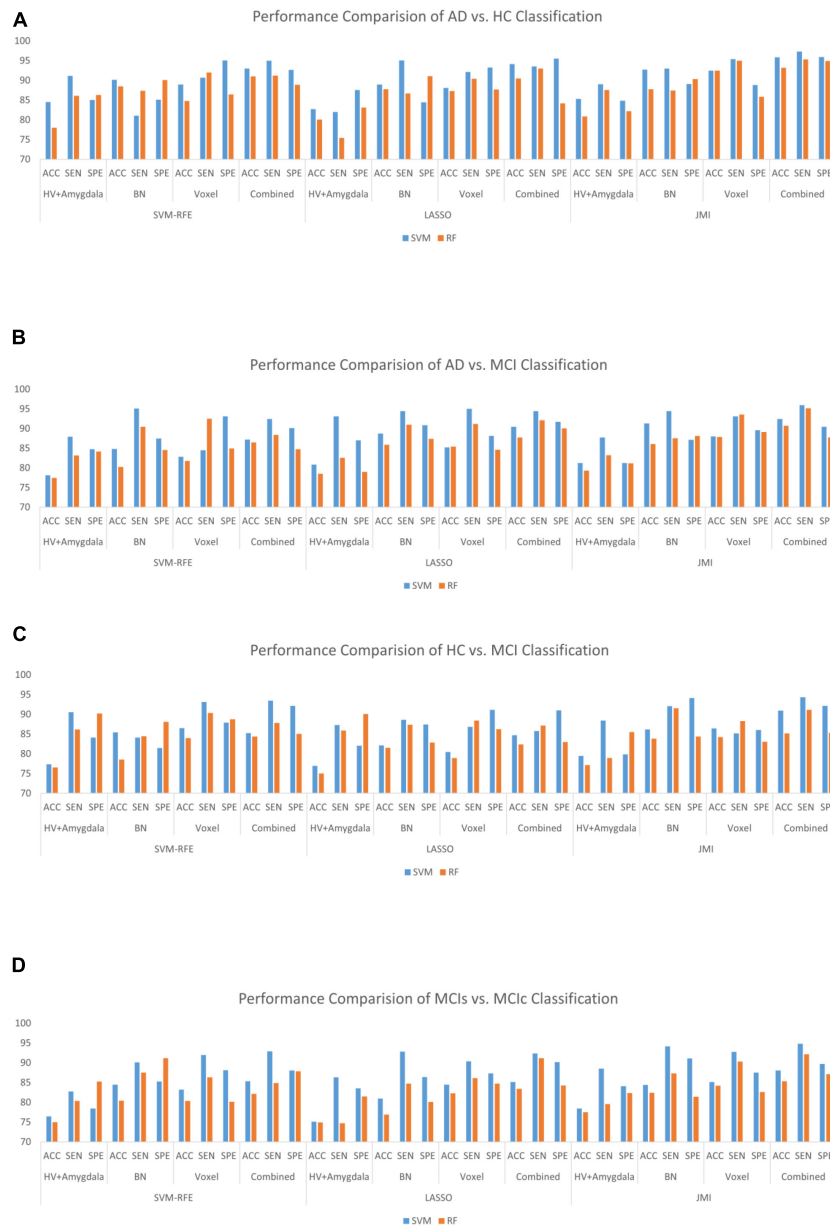 A
Performance Comparision of AD vs. HC Classification
100
95
90
85
80
75
70
ACC SEN SPE ACC SEN SPE ACC SEN SPE ACC SEN SPE ACC SEN SPE ACC SEN SPE ACC SEN SPE ACC SEN SPE ACC SEN SPE ACC SEN SPE ACC SEN SPE ACC SEN SPE
HV+Amygdala BN Voxel Combined HV+Amygdala BN Voxel Combined HV+Amygdala BN Voxel Combined
SVM-RFE LASSO JMI
SVM RF
B
Performance Comparision of AD vs. MCI Classification
100
95
90
85
80
75
70
ACC SEN SPE ACC SEN SPE ACC SEN SPE ACC SEN SPE ACC SEN SPE ACC SEN SPE ACC SEN SPE ACC SEN SPE ACC SEN SPE ACC SEN SPE ACC SEN SPE ACC SEN SPE
HV+Amygdala BN Voxel Combined HV+Amygdala BN Voxel Combined HV+Amygdala BN Voxel Combined
SVM-RFE LASSO JMI
SVM RF
C
Performance Comparision of HC vs. MCI Classification
100
95
90
85
80
75
70
ACC SEN SPE ACC SEN SPE ACC SEN SPE ACC SEN SPE ACC SEN SPE ACC SEN SPE ACC SEN SPE ACC SEN SPE ACC SEN SPE ACC SEN SPE ACC SEN SPE ACC SEN SPE
HV+Amygdala BN Voxel Combined HV+Amygdala BN Voxel Combined HV+Amygdala BN Voxel Combined
SVM-RFE LASSO JMI
SVM RF
D
Performance Comparision of MCIs vs. MCIc Classification
100
95
90
85
80
75
70
ACC SEN SPE ACC SEN SPE ACC SEN SPE ACC SEN SPE ACC SEN SPE ACC SEN SPE ACC SEN SPE ACC SEN SPE ACC SEN SPE ACC SEN SPE ACC SEN SPE ACC SEN SPE
HV+Amygdala BN Voxel Combined HV+Amygdala BN Voxel Combined HV+Amygdala BN Voxel Combined
SVM-RFE LASSO JMI
SVM RF